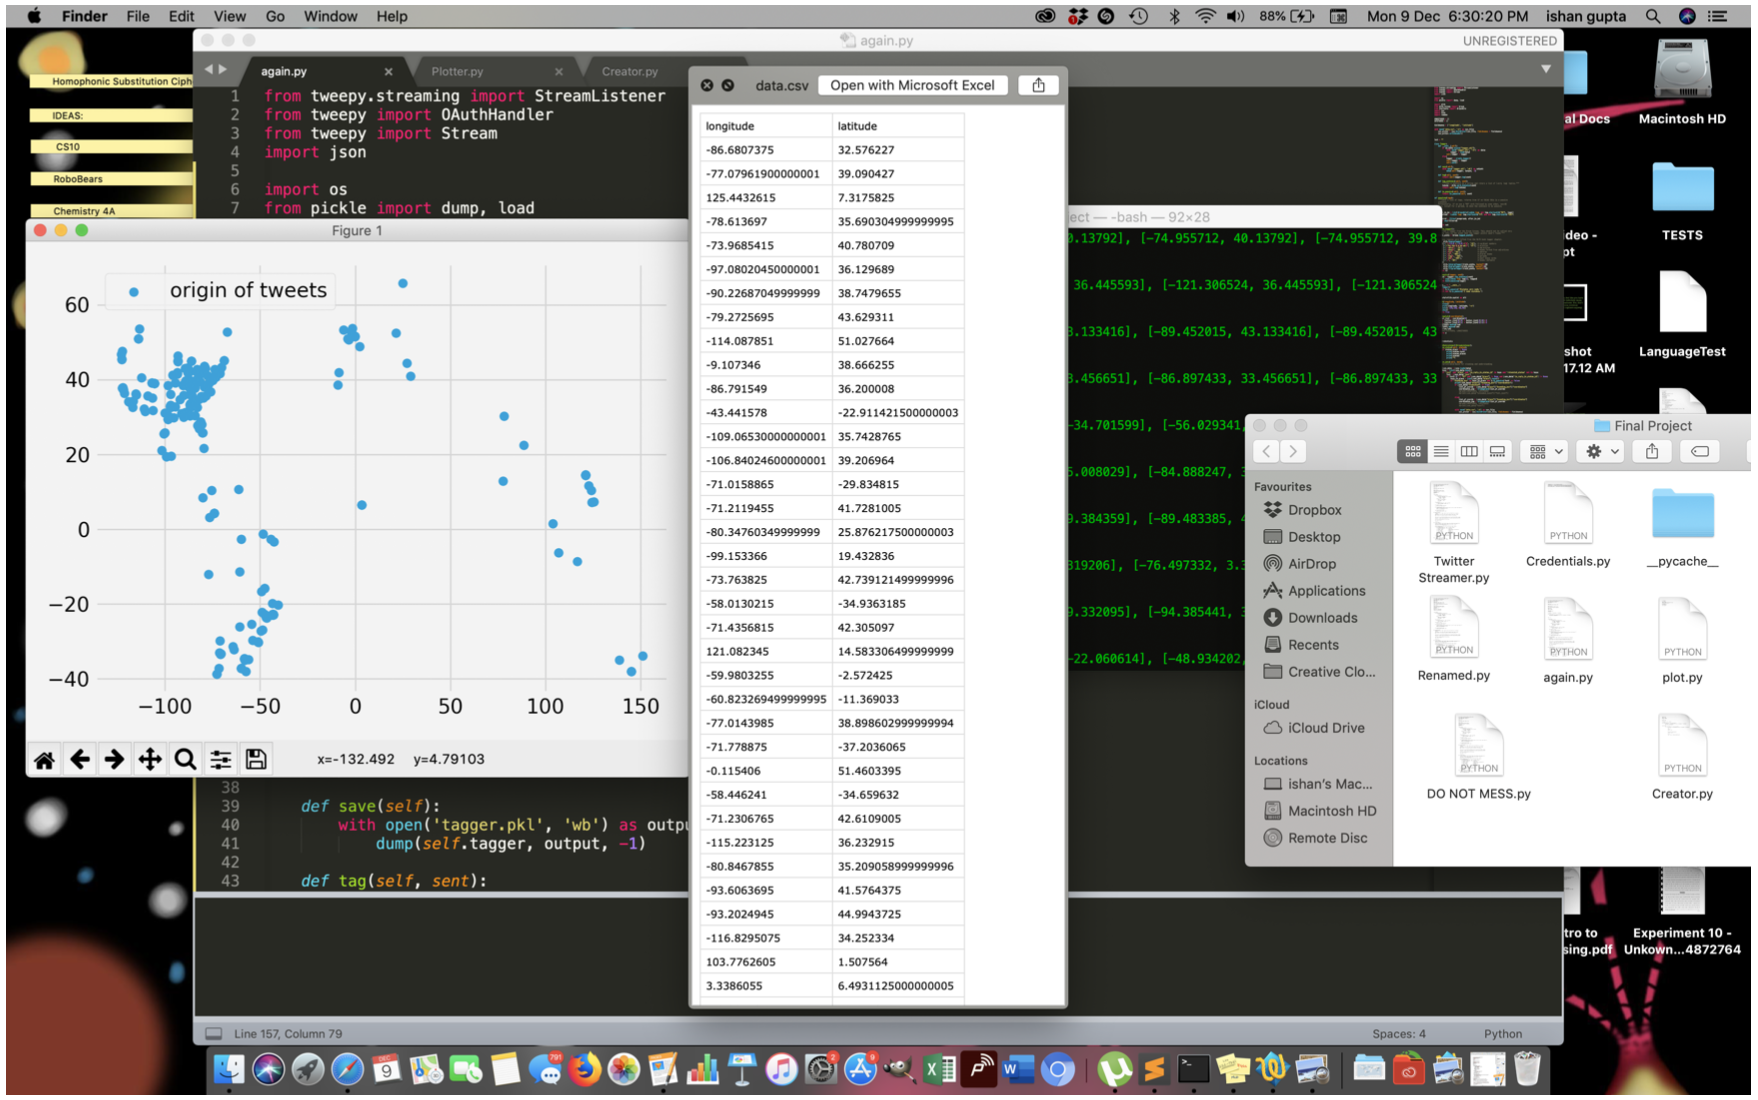 Finder File Edit View Go Window Help 88% Mon 9 Dec 6:30:20 PM ishan gupta
again.py UNREGISTERED
Homophonic Substitution Ciph
IDEAS:
CS10
RoboBears
Chemistry 4A
again.py Plotter.py Creator.py
1 from tweepy.streaming import StreamListener
2 from tweepy import OAuthHandler
3 from tweepy import Stream
4 import json
5
6 import os
7 from pickle import dump, load
Figure 1
origin of tweets
60
40
20
0
−20
−40
−100 −50 0 50 100 150
x=-132.492 y=4.79103
38
39 def save(self):
40 with open('tagger.pkl', 'wb') as outpu
41 dump(self.tagger, output, -1)
42
43 def tag(self, sent):
Line 157, Column 79
Spaces: 4 Python
data.csv Open with Microsoft Excel
longitude latitude
-86.6807375 32.576227
-77.07961900000001 39.090427
125.4432615 7.3175825
-78.613697 35.690304999999995
-73.9685415 40.780709
-97.08020450000001 36.129689
-90.22687049999999 38.7479655
-79.2725695 43.629311
-114.087851 51.027664
-9.107346 38.666255
-86.791549 36.200008
-43.441578 -22.911421500000003
-109.06530000000001 35.7428765
-106.84024600000001 39.206964
-71.0158865 -29.834815
-71.2119455 41.7281005
-80.34760349999999 25.876217500000003
-99.153366 19.432836
-73.763825 42.739121499999996
-58.0130215 -34.9363185
-71.4356815 42.305097
121.082345 14.583306499999999
-59.9803255 -2.572425
-60.823269499999995 -11.369033
-77.0143985 38.898602999999994
-71.778875 -37.2036065
-0.115406 51.4603395
-58.446241 -34.659632
-71.2306765 42.6109005
-115.223125 36.232915
-80.8467855 35.209058999999996
-93.6063695 41.5764375
-93.2024945 44.9943725
-116.8295075 34.252334
103.7762605 1.507564
3.3386055 6.4931125000000005
ect — -bash — 92×28
0.13792], [-74.955712, 40.13792], [-74.955712, 39.8
36.445593], [-121.306524, 36.445593], [-121.306524
3.133416], [-89.452015, 43.133416], [-89.452015, 43
3.456651], [-86.897433, 33.456651], [-86.897433, 33
-34.701599], [-56.029341,
5.008029], [-84.888247, 3
9.384359], [-89.483385, 4
319206], [-76.497332, 3.3
9.332095], [-94.385441, 3
-22.060614], [-48.934202,
al Docs
Macintosh HD
deo -
pt
TESTS
shot
17.12 AM
LanguageTest
Final Project
Favourites
Dropbox
Desktop
AirDrop
Applications
Downloads
Recents
Creative Clo...
iCloud
iCloud Drive
Locations
ishan's Mac...
Macintosh HD
Remote Disc
PYTHON PYTHON
Twitter Streamer.py Credentials.py __pycache__
PYTHON PYTHON PYTHON
Renamed.py again.py plot.py
PYTHON PYTHON
DO NOT MESS.py Creator.py
tro to
sing.pdf
Experiment 10 -
Unkown...4872764
DEC
9
791
2
9